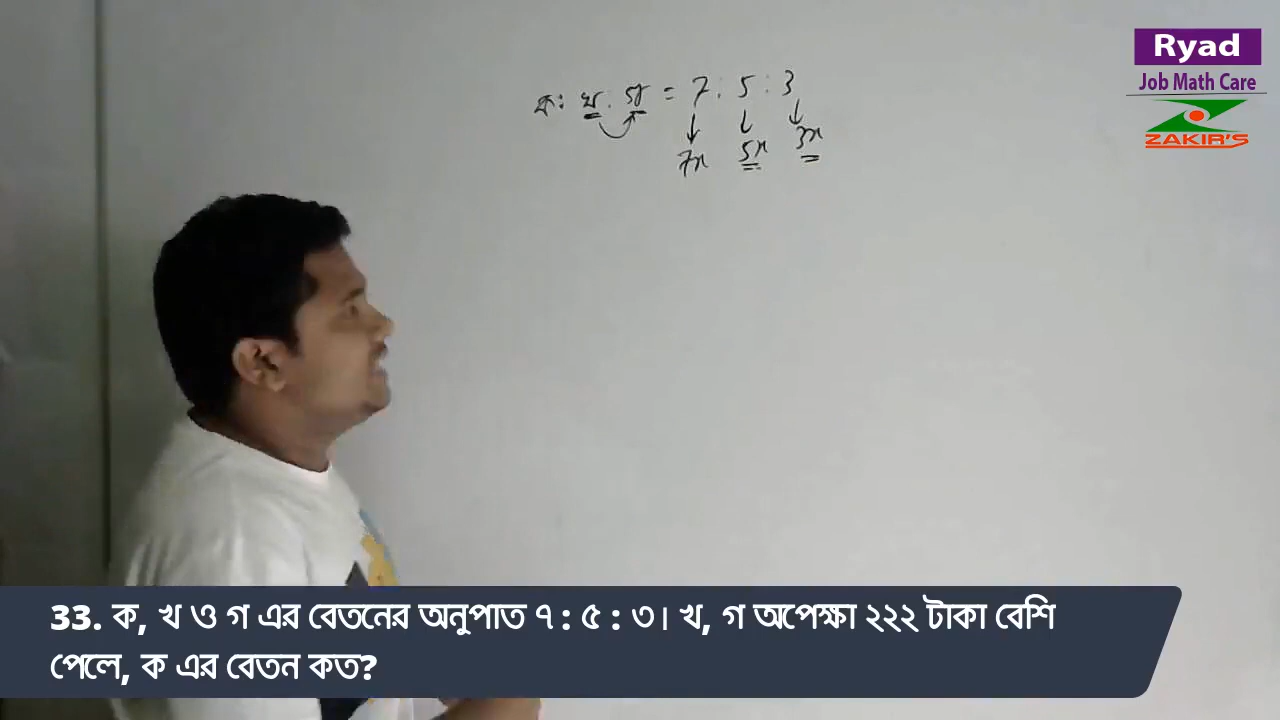 Ryad
Job Math Care
ZAKIR'S
ক : খ : গ = 7 : 5 : 3
7x 5x 3x
33. ক, খ ও গ এর বেতনের অনুপাত ৭ : ৫ : ৩। খ, গ অপেক্ষা ২২২ টাকা বেশি
পেলে, ক এর বেতন কত?